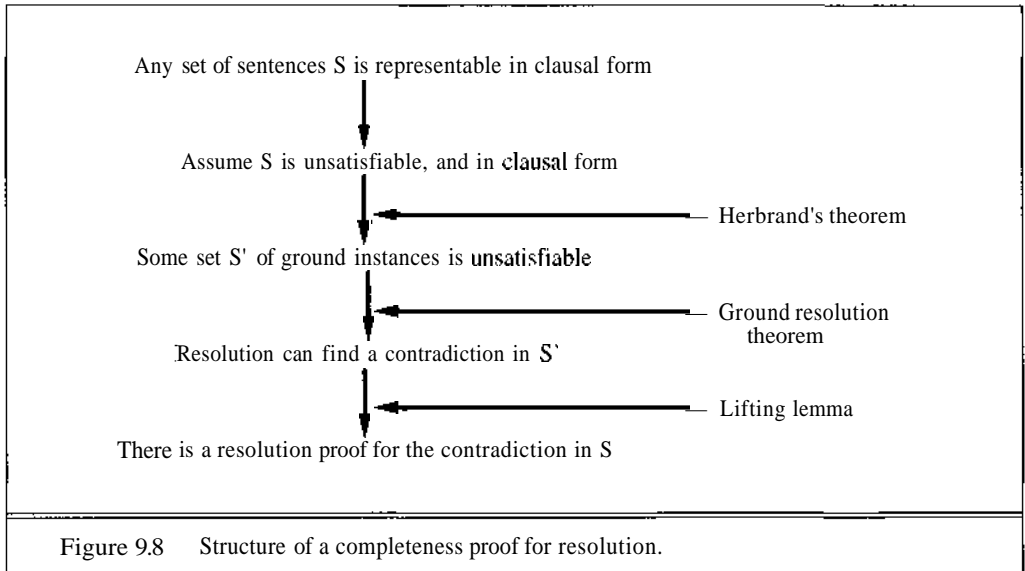 Any set of sentences S is representable in clausal form
Assume S is unsatisfiable, and in clausal form
Herbrand's theorem
Some set S' of ground instances is unsatisfiable
Ground resolution
theorem
Resolution can find a contradiction in S'
Lifting lemma
There is a resolution proof for the contradiction in S
Figure 9.8 Structure of a completeness proof for resolution.